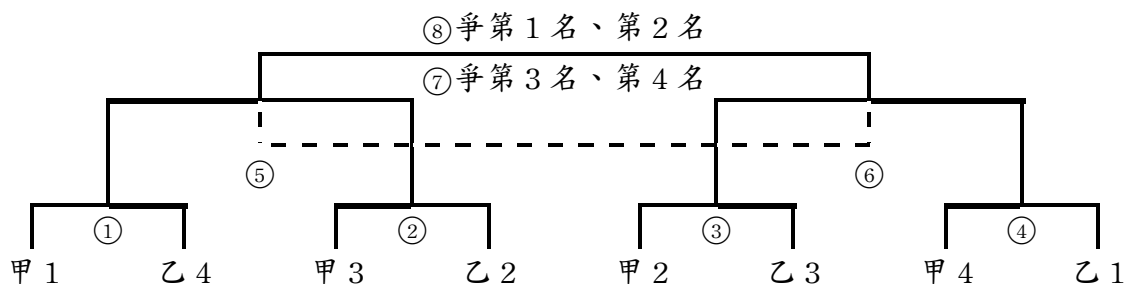 ⑧爭第1名、第2名
⑦爭第3名、第4名
⑤ ⑥
① ② ③ ④
甲1 乙4 甲3 乙2 甲2 乙3 甲4 乙1